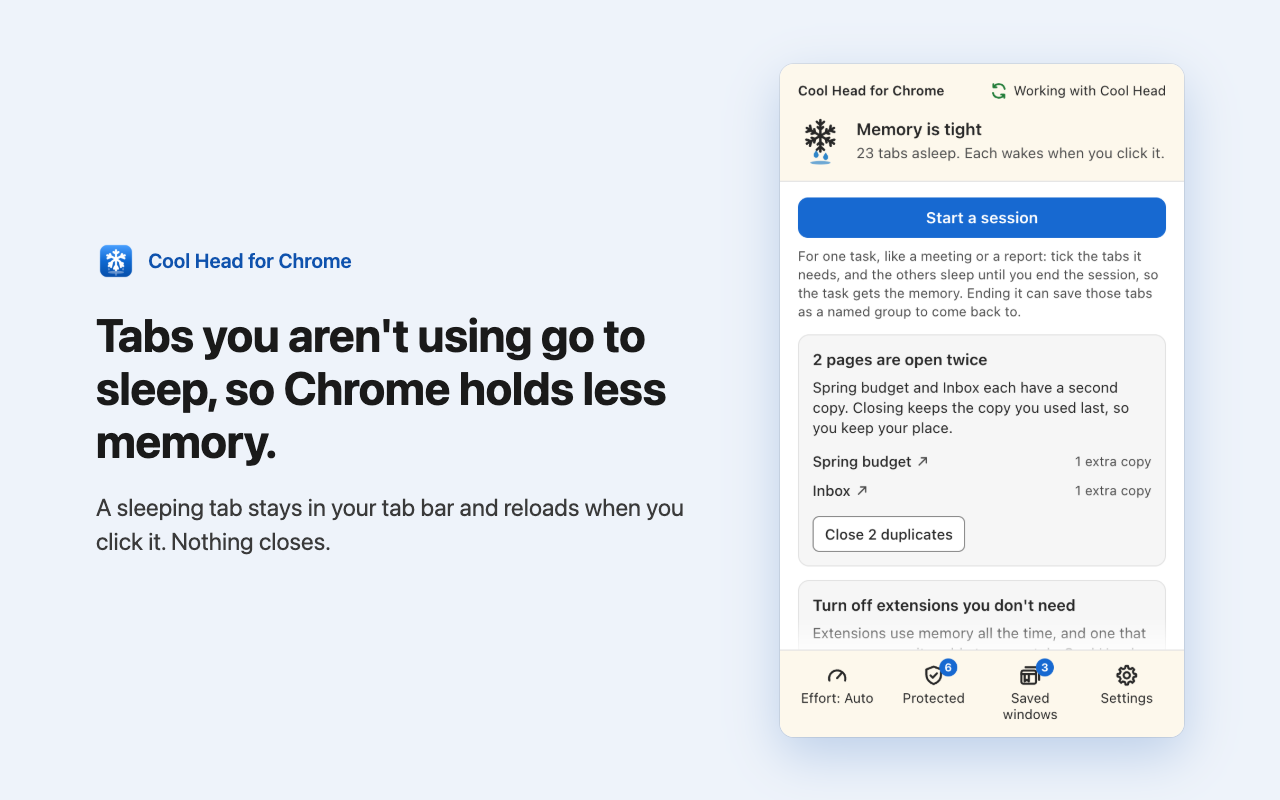 Cool Head for Chrome
Tabs you aren't using go to
sleep, so Chrome holds less
memory.
A sleeping tab stays in your tab bar and reloads when you
click it. Nothing closes.
Cool Head for Chrome
Working with Cool Head
Memory is tight
23 tabs asleep. Each wakes when you click it.
Start a session
For one task, like a meeting or a report: tick the tabs it
needs, and the others sleep until you end the session, so
the task gets the memory. Ending it can save those tabs
as a named group to come back to.
2 pages are open twice
Spring budget and Inbox each have a second
copy. Closing keeps the copy you used last, so
you keep your place.
Spring budget ↗ 1 extra copy
Inbox ↗ 1 extra copy
Close 2 duplicates
Turn off extensions you don't need
Extensions use memory all the time, and one that
6
3
Effort: Auto
Protected
Saved
windows
Settings